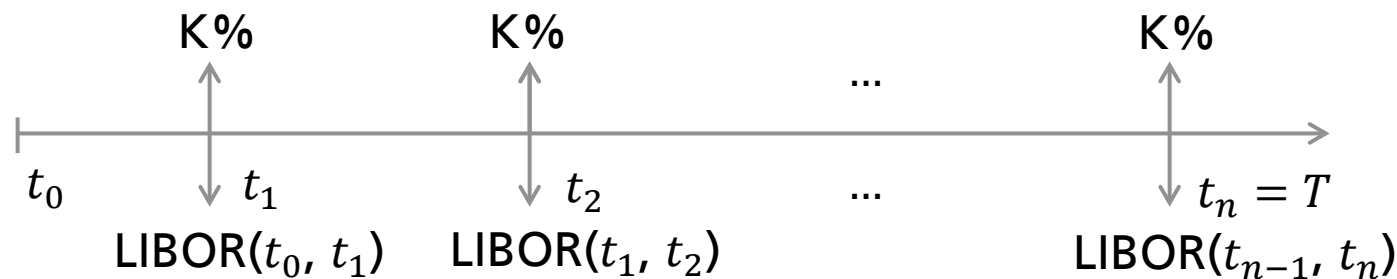 K% K% K%
... 
t₀ t₁ t₂ ... tₙ = T
LIBOR(t₀, t₁) LIBOR(t₁, t₂) LIBOR(tₙ₋₁, tₙ)